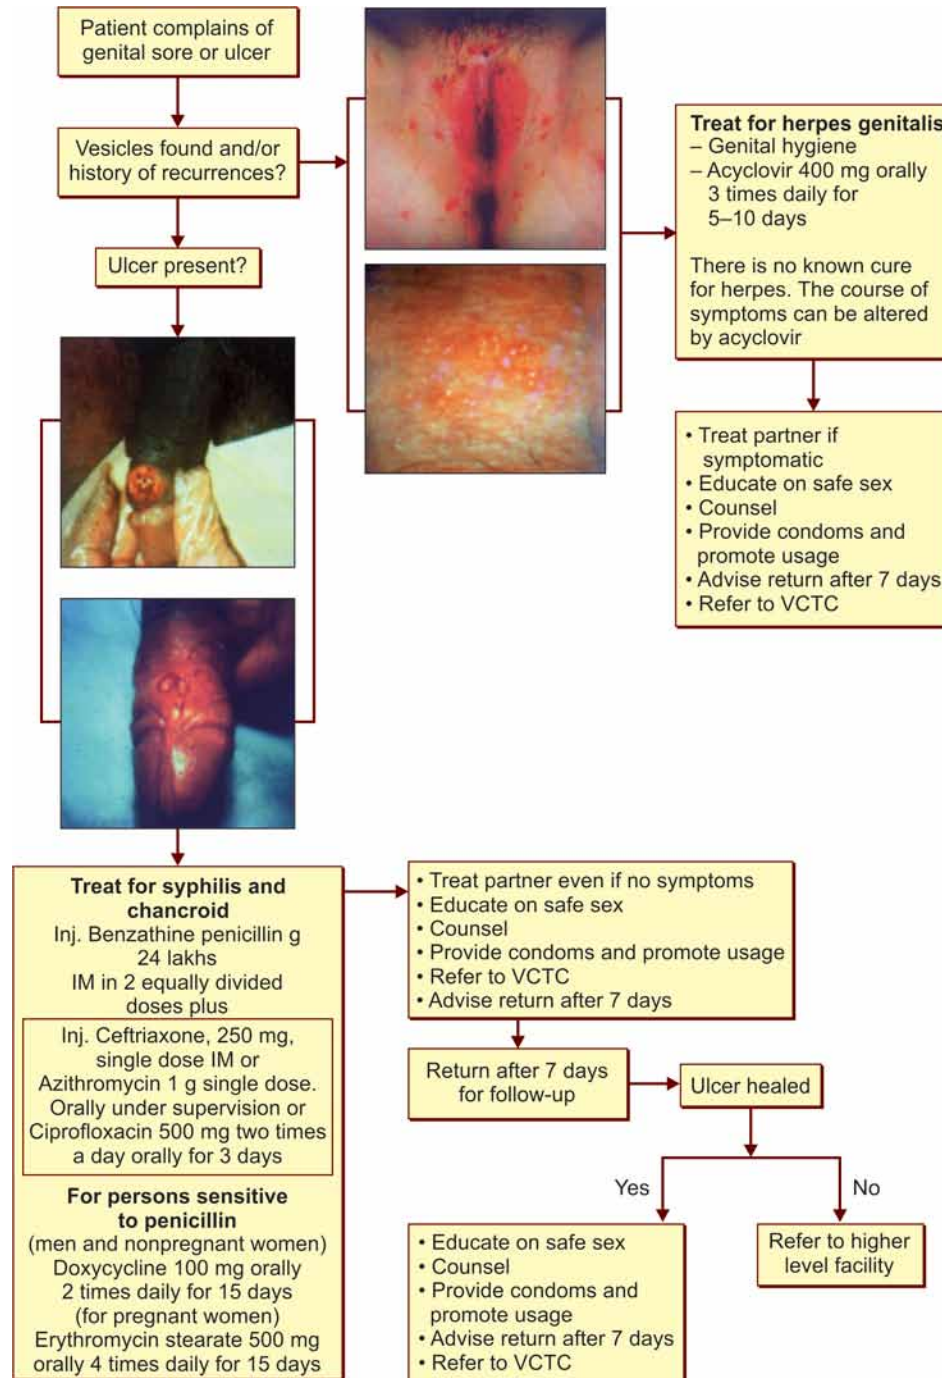 Patient complains of
genital sore or ulcer
Vesicles found and/or
history of recurrences?
Ulcer present?
Treat for herpes genitalis
– Genital hygiene
– Acyclovir 400 mg orally
3 times daily for
5–10 days
There is no known cure
for herpes. The course of
symptoms can be altered
by acyclovir
• Treat partner if
symptomatic
• Educate on safe sex
• Counsel
• Provide condoms and
promote usage
• Advise return after 7 days
• Refer to VCTC
Treat for syphilis and
chancroid
Inj. Benzathine penicillin g
24 lakhs
IM in 2 equally divided
doses plus
Inj. Ceftriaxone, 250 mg,
single dose IM or
Azithromycin 1 g single dose.
Orally under supervision or
Ciprofloxacin 500 mg two times
a day orally for 3 days
For persons sensitive
to penicillin
(men and nonpregnant women)
Doxycycline 100 mg orally
2 times daily for 15 days
(for pregnant women)
Erythromycin stearate 500 mg
orally 4 times daily for 15 days
• Treat partner even if no symptoms
• Educate on safe sex
• Counsel
• Provide condoms and promote usage
• Refer to VCTC
• Advise return after 7 days
Return after 7 days
for follow-up
Ulcer healed
Yes
No
• Educate on safe sex
• Counsel
• Provide condoms and
promote usage
• Advise return after 7 days
• Refer to VCTC
Refer to higher
level facility